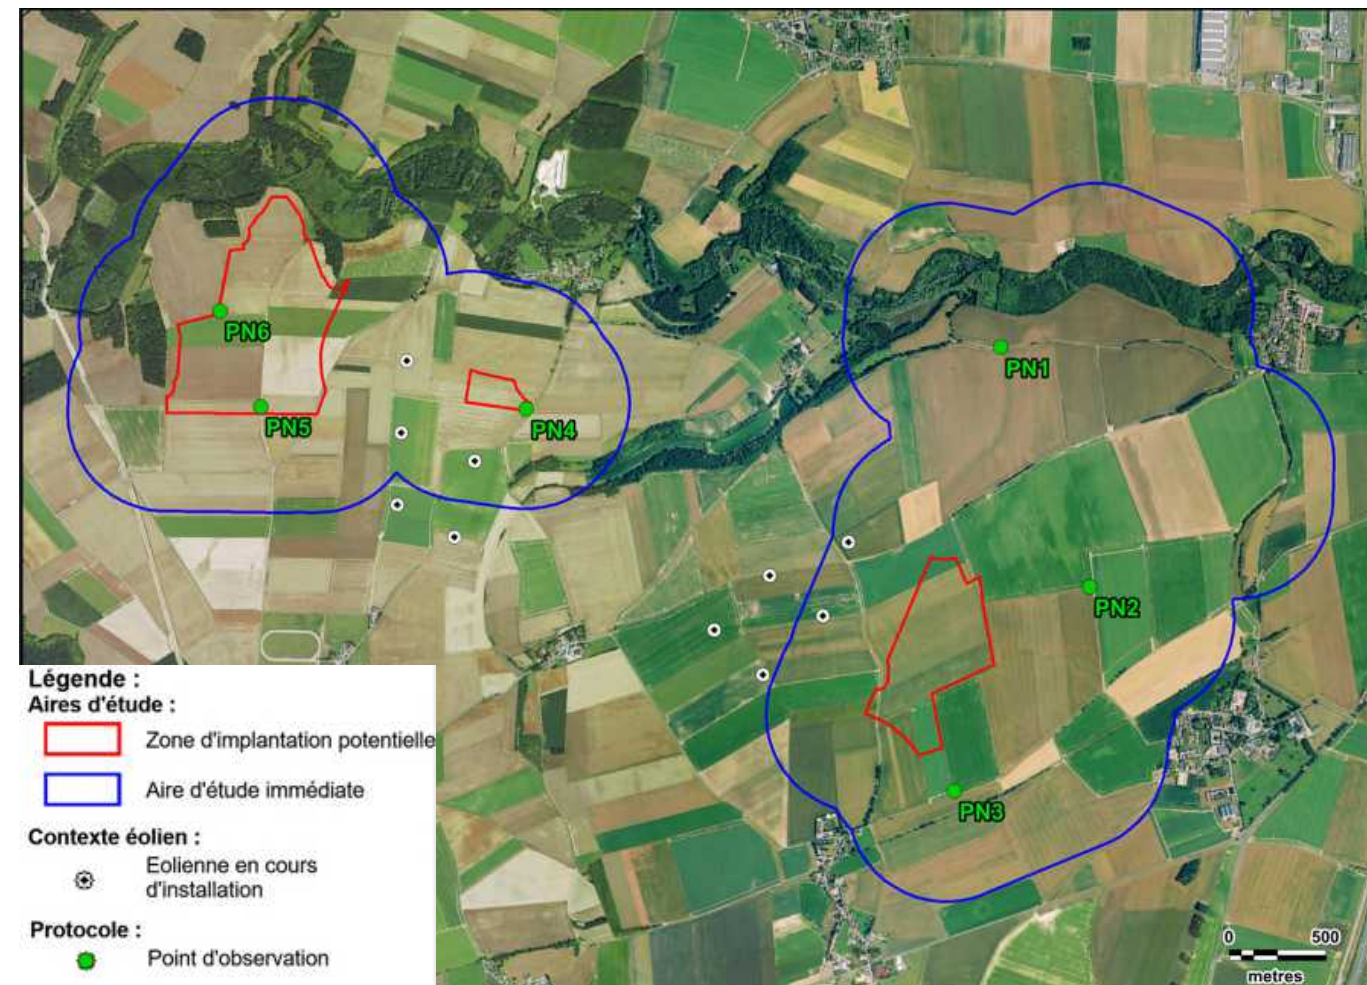 PN6
PN5
PN4
PN1
PN2
PN3
Légende :
Aires d'étude :
Zone d'implantation potentielle
Aire d'étude immédiate
Contexte éolien :
Eolienne en cours
d'installation
Protocole :
Point d'observation
0 500
metres